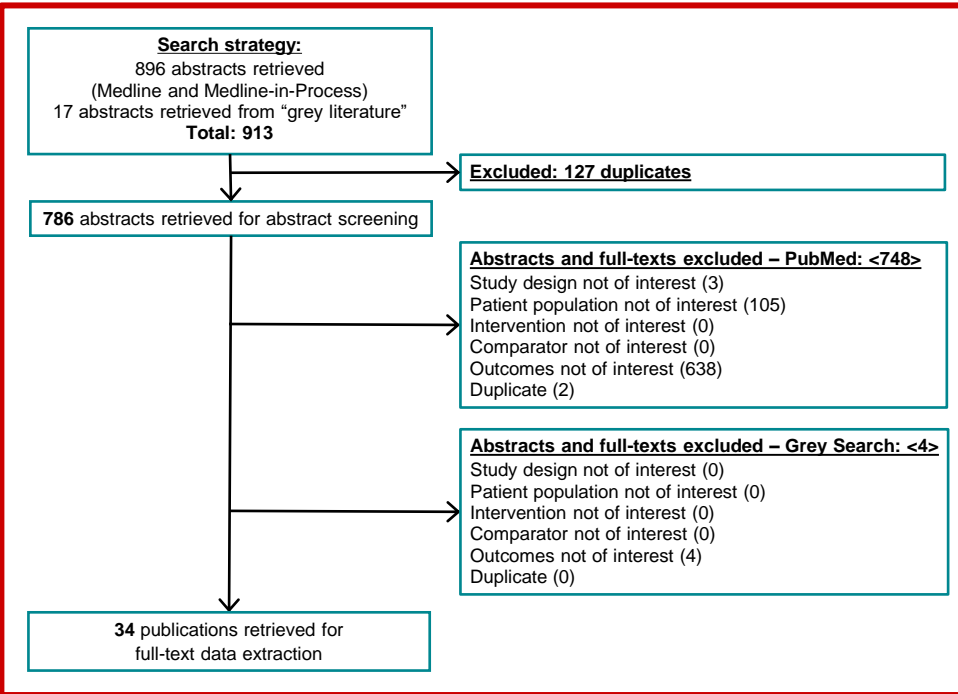 Search strategy:
896 abstracts retrieved
(Medline and Medline-in-Process)
17 abstracts retrieved from “grey literature”
Total: 913
Excluded: 127 duplicates
786 abstracts retrieved for abstract screening
Abstracts and full-texts excluded – PubMed: <748>
Study design not of interest (3)
Patient population not of interest (105)
Intervention not of interest (0)
Comparator not of interest (0)
Outcomes not of interest (638)
Duplicate (2)
Abstracts and full-texts excluded – Grey Search: <4>
Study design not of interest (0)
Patient population not of interest (0)
Intervention not of interest (0)
Comparator not of interest (0)
Outcomes not of interest (4)
Duplicate (0)
34 publications retrieved for
full-text data extraction